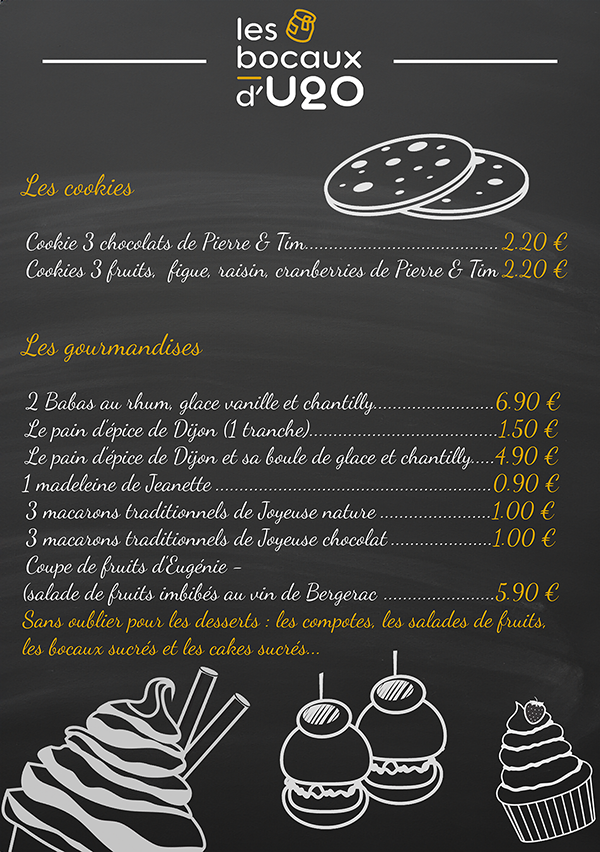 les
bocaux
d'UgO
Les cookies
Cookie 3 chocolats de Pierre & Tim........................................2.20 €
Cookies 3 fruits, figue, raisin, cranberries de Pierre & Tim 2.20 €
Les gourmandises
2 Babas au rhum, glace vanille et chantilly.........................6.90 €
Le pain d'épice de Dijon (1 tranche).......................................1.50 €
Le pain d'épice de Dijon et sa boule de glace et chantilly.....4.90 €
1 madeleine de Jeanette .........................................................0.90 €
3 macarons traditionnels de Joyeuse nature .......................1.00 €
3 macarons traditionnels de Joyeuse chocolat .....................1.00 €
Coupe de fruits d'Eugénie -
(salade de fruits imbibés au vin de Bergerac .......................5.90 €
Sans oublier pour les desserts : les compotes, les salades de fruits,
les bocaux sucrés et les cakes sucrés...